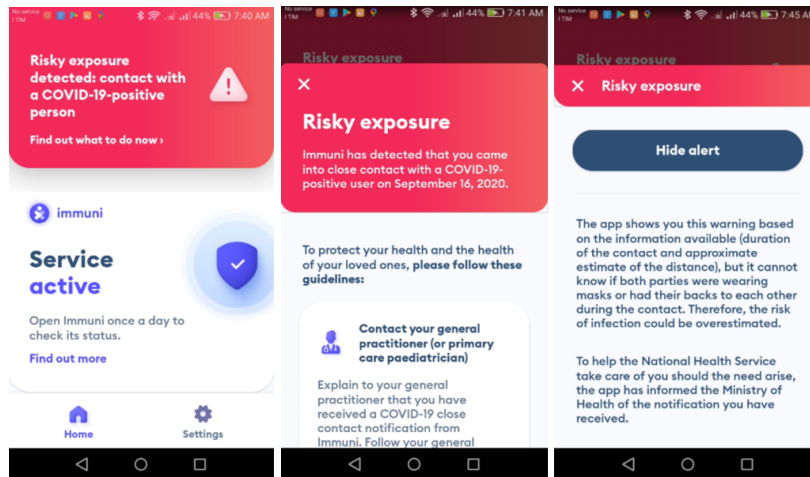 No service
I TIM
44% 7:40 AM
Risky exposure
detected: contact with
a COVID-19-positive
person
Find out what to do now ›
immuni
Service
active
Open Immuni once a day to
check its status.
Find out more
Home
Settings
No service
I TIM
44% 7:41 AM
Risky exposure
Risky exposure
Immuni has detected that you came
into close contact with a COVID-19-
positive user on September 16, 2020.
To protect your health and the health
of your loved ones, please follow these
guidelines:
Contact your general
practitioner (or primary
care paediatrician)
Explain to your general
practitioner that you have
received a COVID-19 close
contact notification from
Immuni. Follow your general
No service
I TIM
44% 7:45 AM
Risky exposure
Risky exposure
Hide alert
The app shows you this warning based
on the information available (duration
of the contact and approximate
estimate of the distance), but it cannot
know if both parties were wearing
masks or had their backs to each other
during the contact. Therefore, the risk
of infection could be overestimated.
To help the National Health Service
take care of you should the need arise,
the app has informed the Ministry of
Health of the notification you have
received.